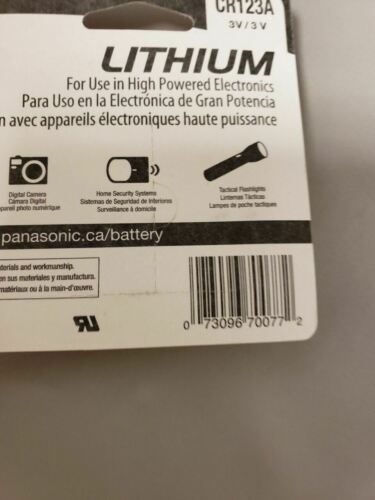 CR123A
3V / 3 V
LITHIUM
For Use in High Powered Electronics
Para Uso en la Electrónica de Gran Potencia
n avec appareils électroniques haute puissance
Digital Camera
Cámara Digital
pareil photo numérique
Home Security Systems
Sistemas de Seguridad de Interiores
Surveillance à domicile
Tactical Flashlights
Linternas Tácticas
Lampes de poche tactiques
panasonic.ca/battery
terials and workmanship.
en sus materiales y manufactura.
matériaux ou à la main-d'œuvre.
0 73096 70077 2